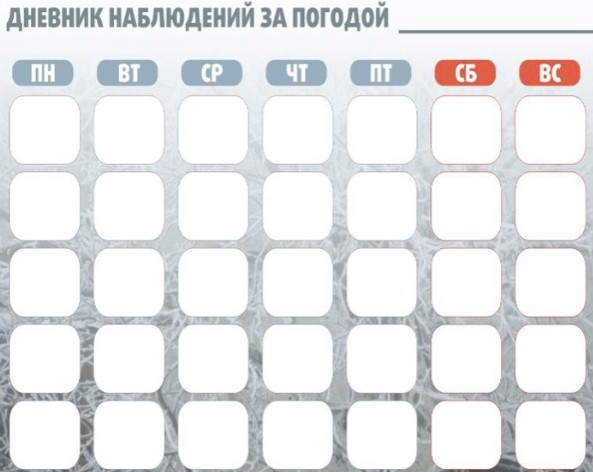 ДНЕВНИК НАБЛЮДЕНИЙ ЗА ПОГОДОЙ
ПН ВТ СР ЧТ ПТ СБ ВС